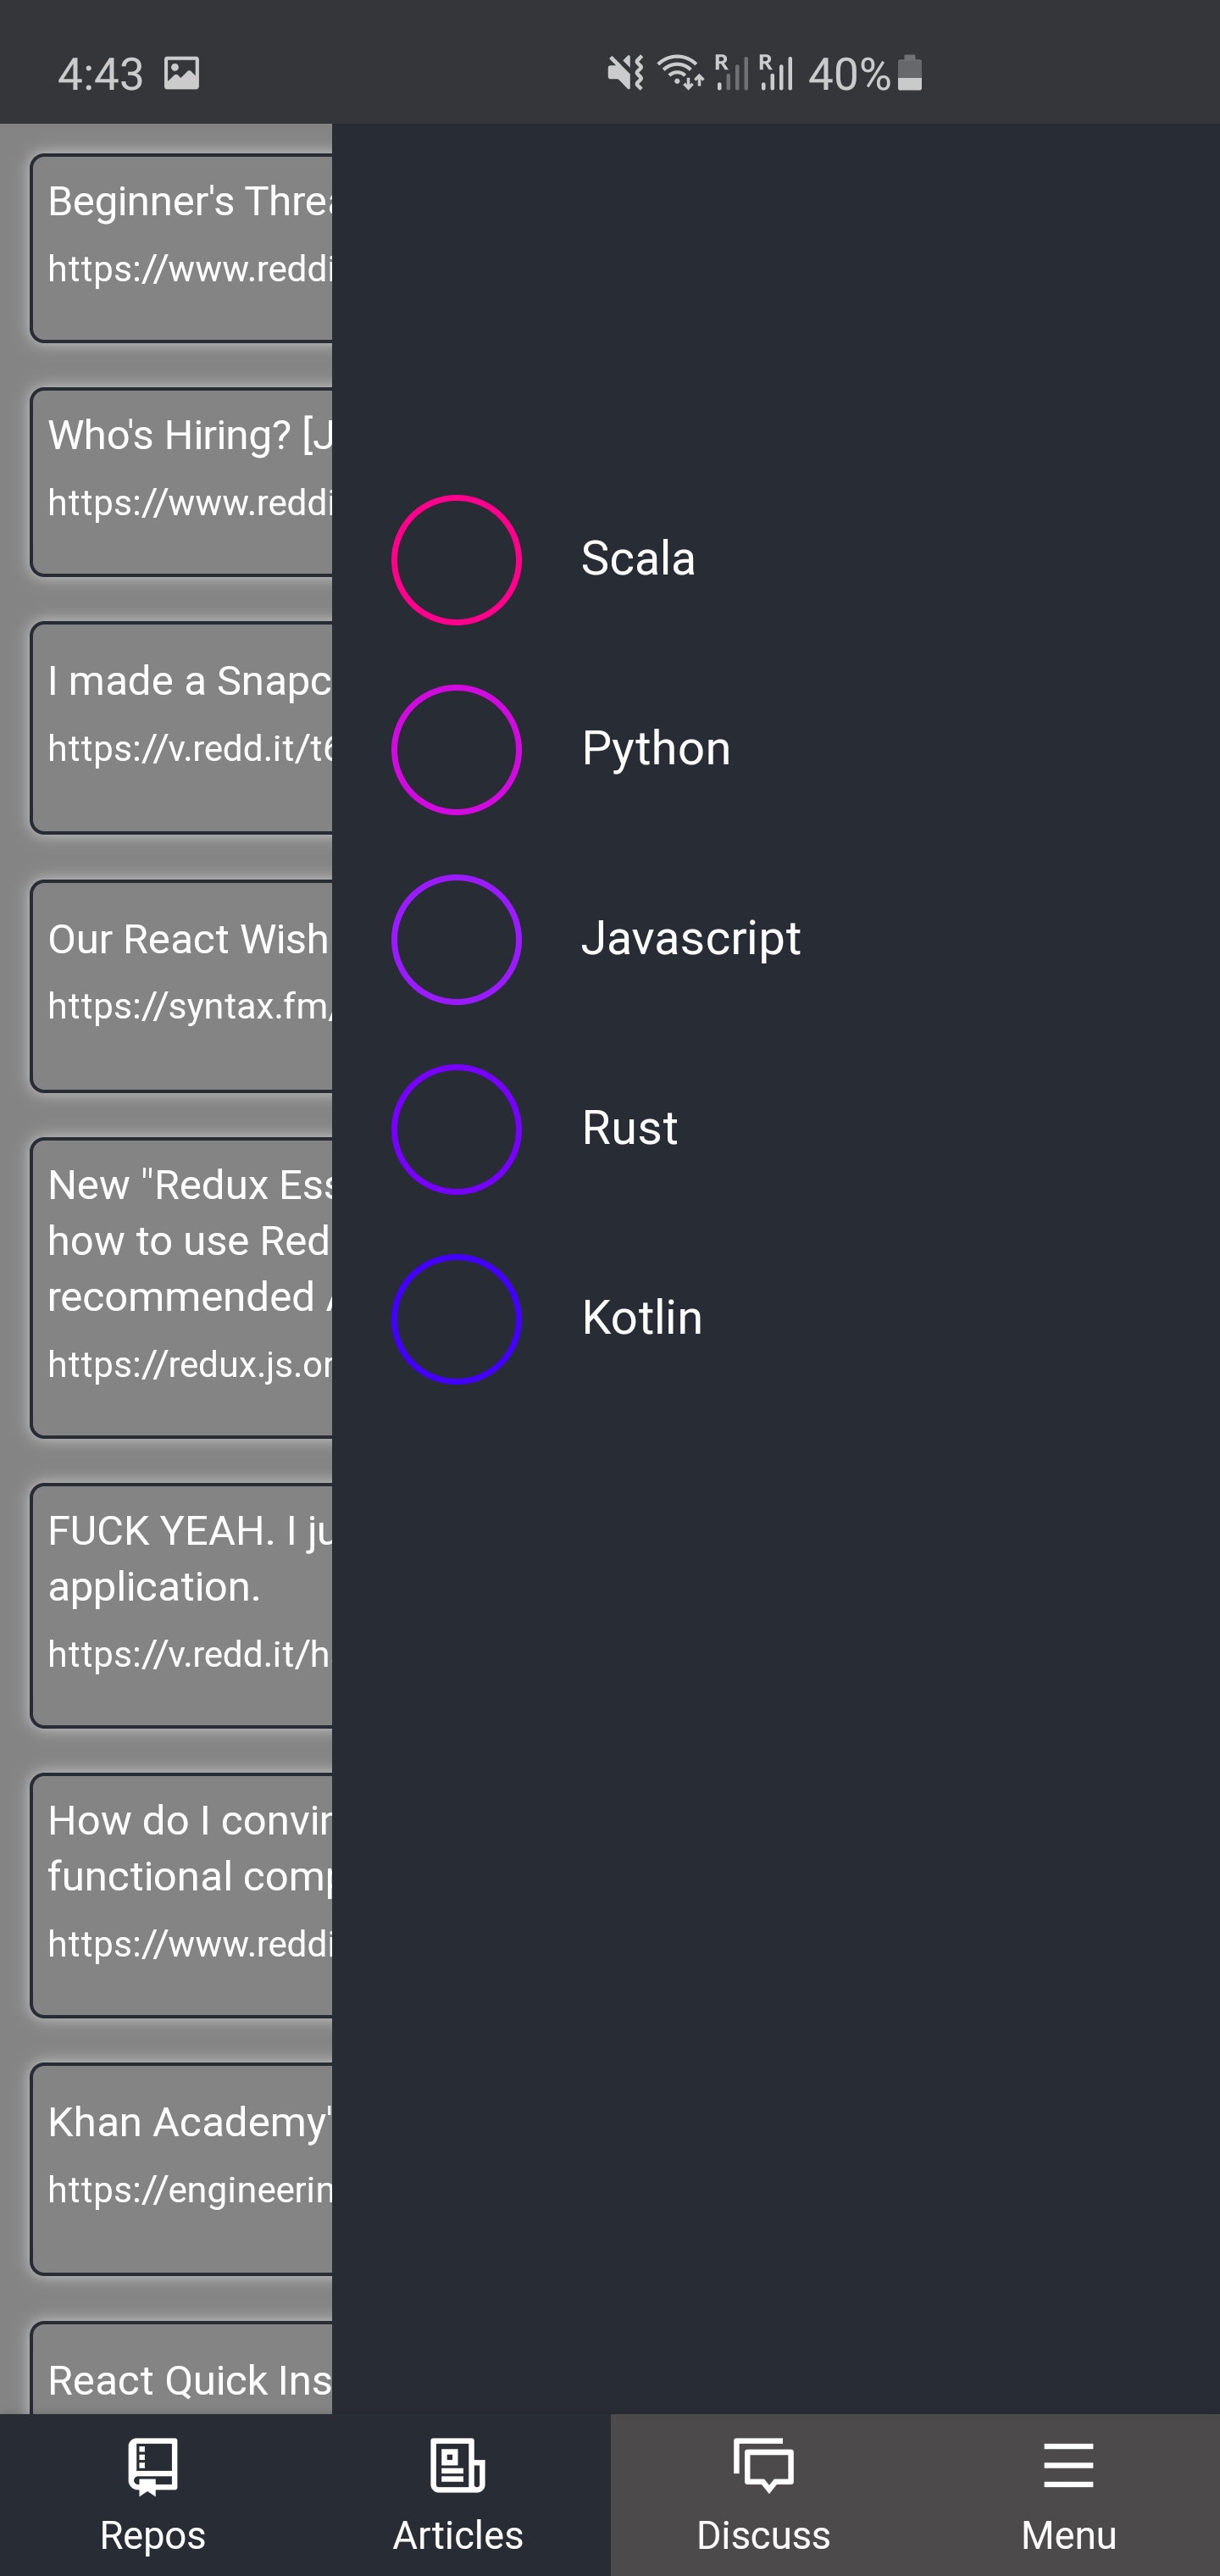 4:43
R R 40%
Beginner's Threa
https://www.reddi
Who's Hiring? [J
https://www.reddi
I made a Snapc
https://v.redd.it/t6
Our React Wish
https://syntax.fm/
New "Redux Ess
how to use Red
recommended A
https://redux.js.or
FUCK YEAH. I ju
application.
https://v.redd.it/h
How do I convin
functional comp
https://www.reddi
Khan Academy'
https://engineerin
React Quick Ins
Scala
Python
Javascript
Rust
Kotlin
Repos
Articles
Discuss
Menu